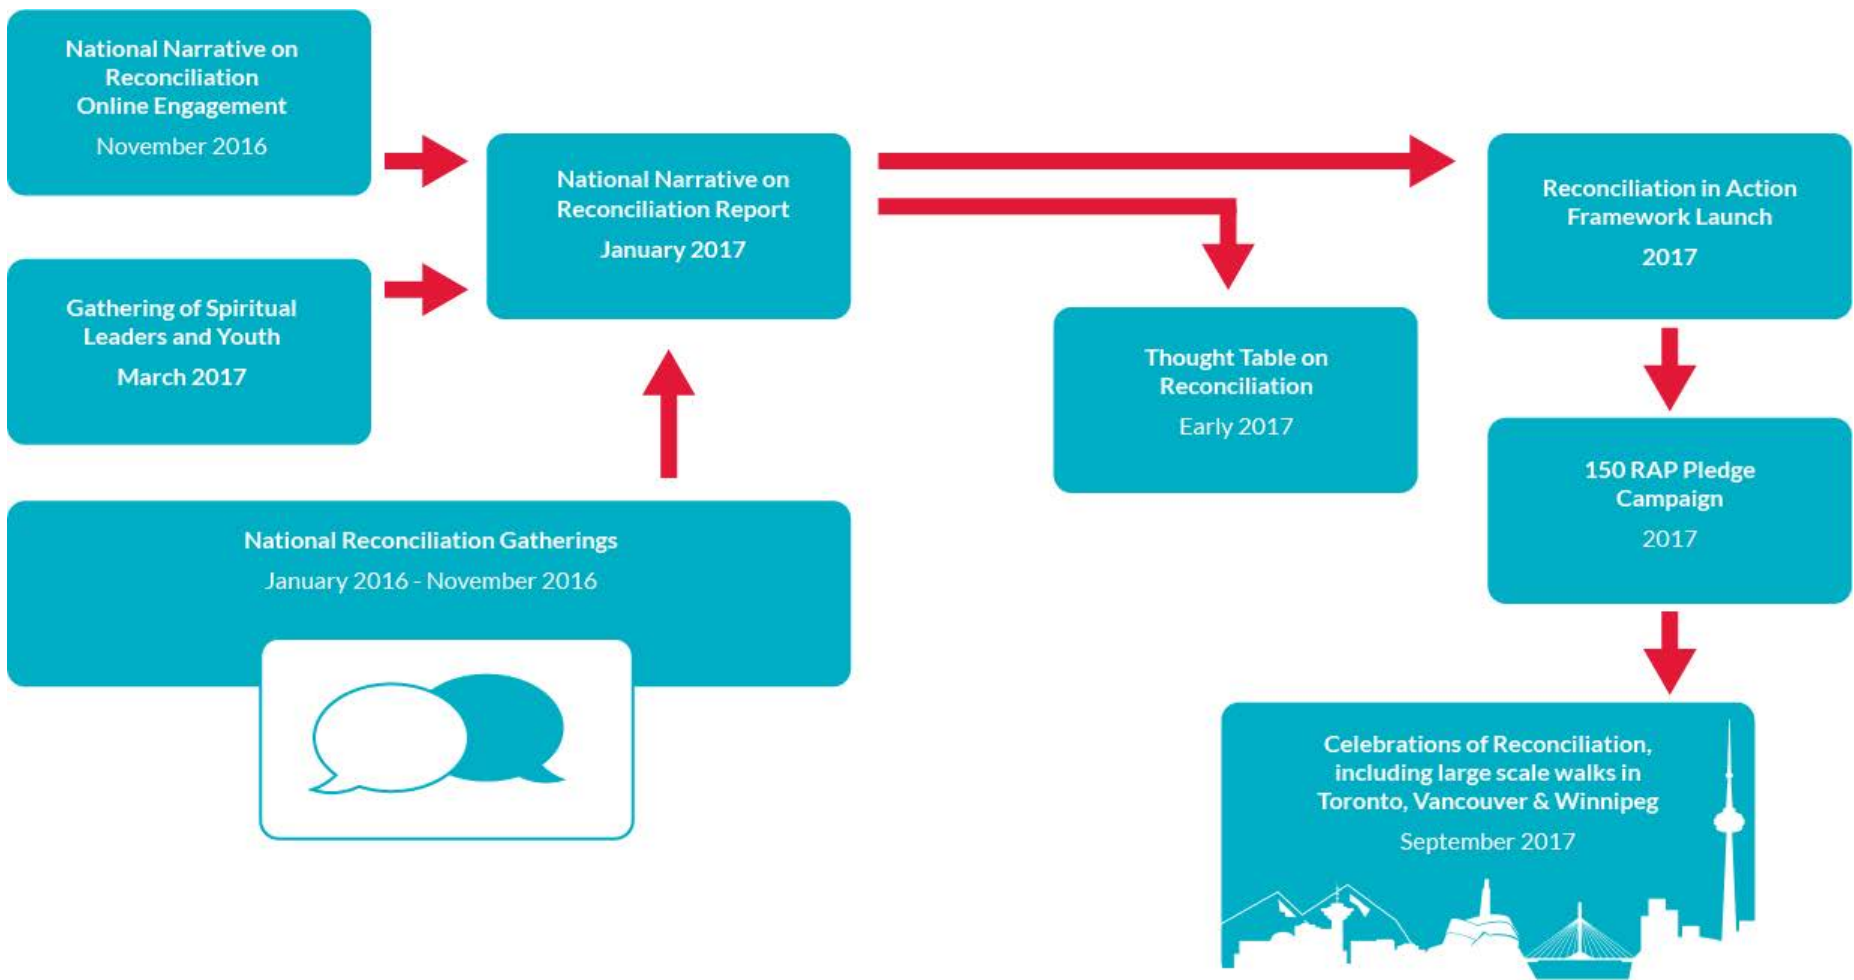 National Narrative on
Reconciliation
Online Engagement
November 2016
Gathering of Spiritual
Leaders and Youth
March 2017
National Reconciliation Gatherings
January 2016 - November 2016
National Narrative on
Reconciliation Report
January 2017
Thought Table on
Reconciliation
Early 2017
Reconciliation in Action
Framework Launch
2017
150 RAP Pledge
Campaign
2017
Celebrations of Reconciliation,
including large scale walks in
Toronto, Vancouver & Winnipeg
September 2017